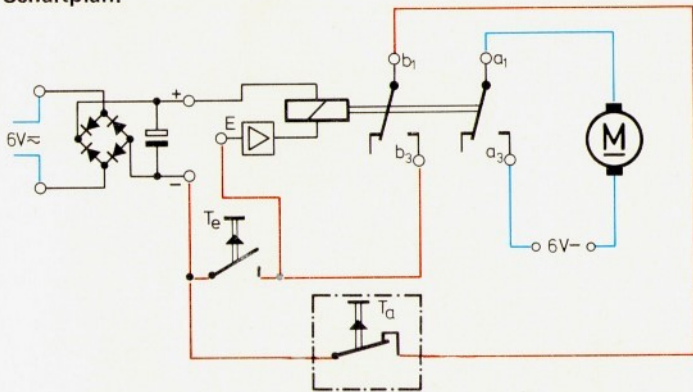 Schaltplan:
b₁
a₁
+
E
6V≂
M
b₃
a₃
–
Tₑ
6V–
Tₐ